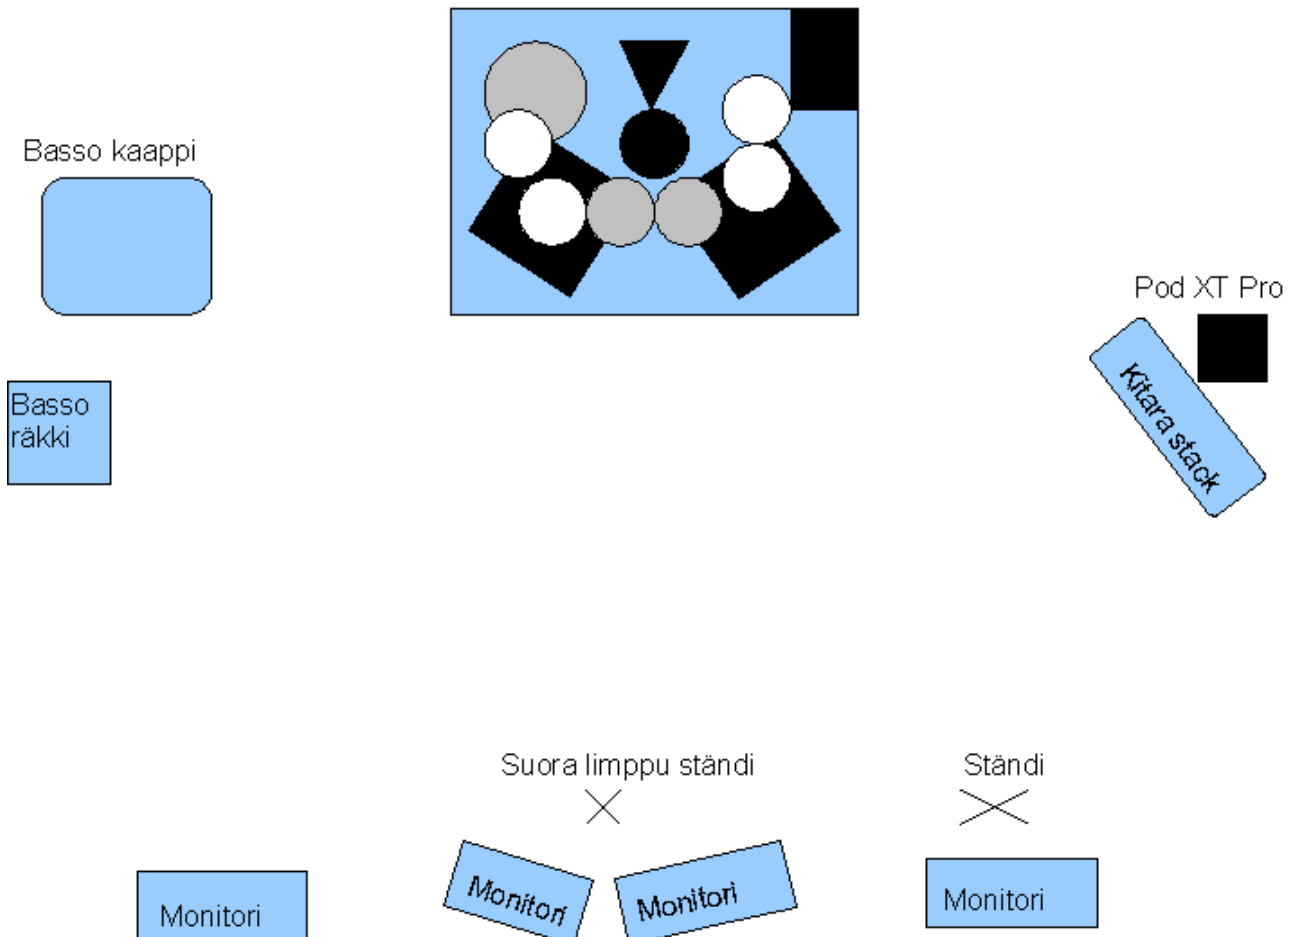 Basso kaappi
Pod XT Pro
Kitara stack
Basso
räkki
Suora limppu ständi
Ständi
Monitori
Monitori
Monitori
Monitori